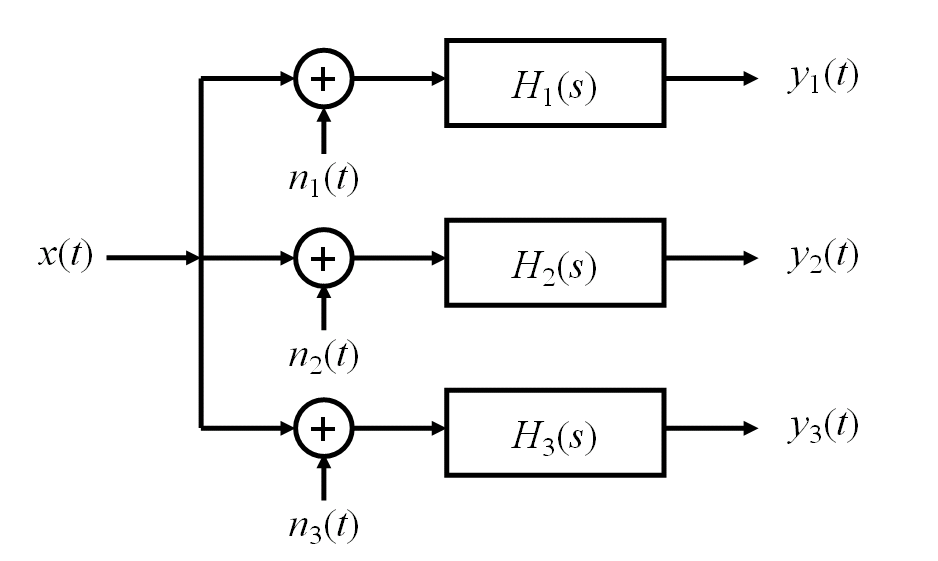 + H₁(s) y₁(t)
n₁(t)
x(t) + H₂(s) y₂(t)
n₂(t)
+ H₃(s) y₃(t)
n₃(t)